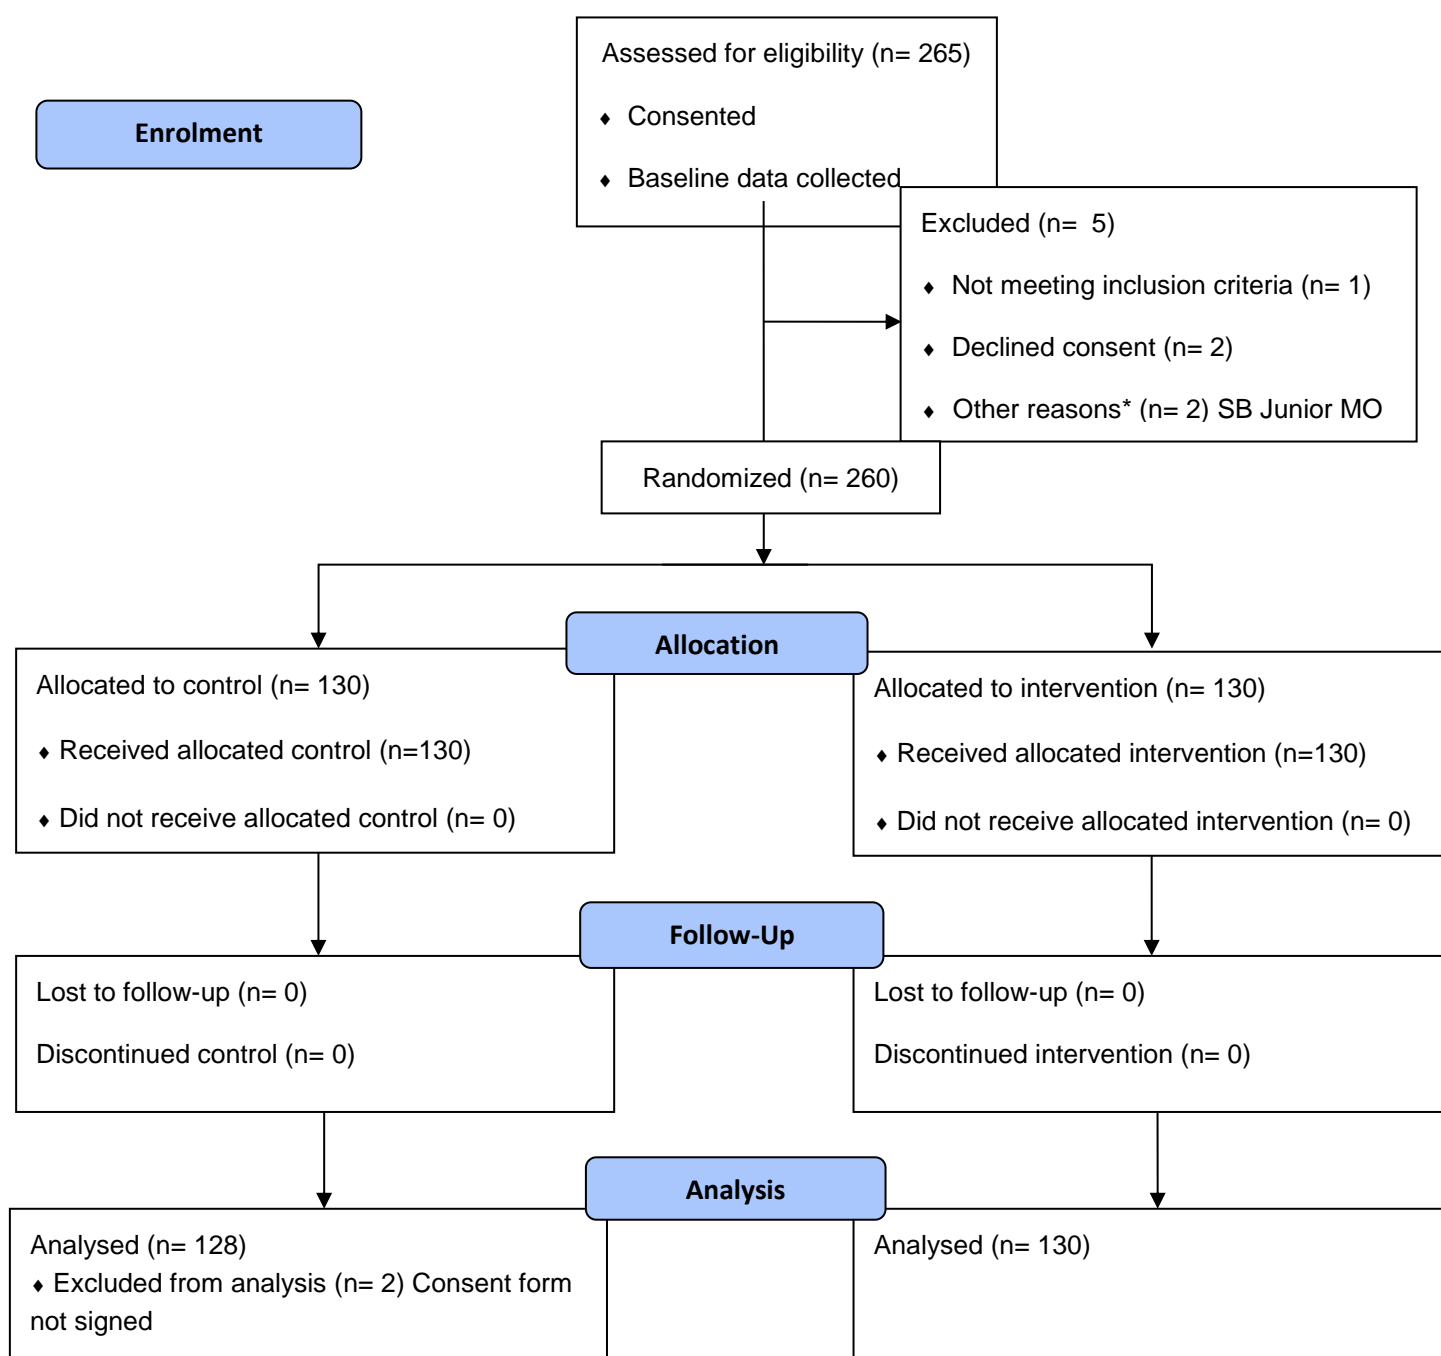 Assessed for eligibility (n= 265)
♦ Consented
♦ Baseline data collected
Enrolment
Excluded (n= 5)
♦ Not meeting inclusion criteria (n= 1)
♦ Declined consent (n= 2)
♦ Other reasons* (n= 2) SB Junior MO
Randomized (n= 260)
Allocation
Allocated to control (n= 130)
♦ Received allocated control (n=130)
♦ Did not receive allocated control (n= 0)
Allocated to intervention (n= 130)
♦ Received allocated intervention (n=130)
♦ Did not receive allocated intervention (n= 0)
Follow-Up
Lost to follow-up (n= 0)
Discontinued control (n= 0)
Lost to follow-up (n= 0)
Discontinued intervention (n= 0)
Analysis
Analysed (n= 128)
♦ Excluded from analysis (n= 2) Consent form
not signed
Analysed (n= 130)